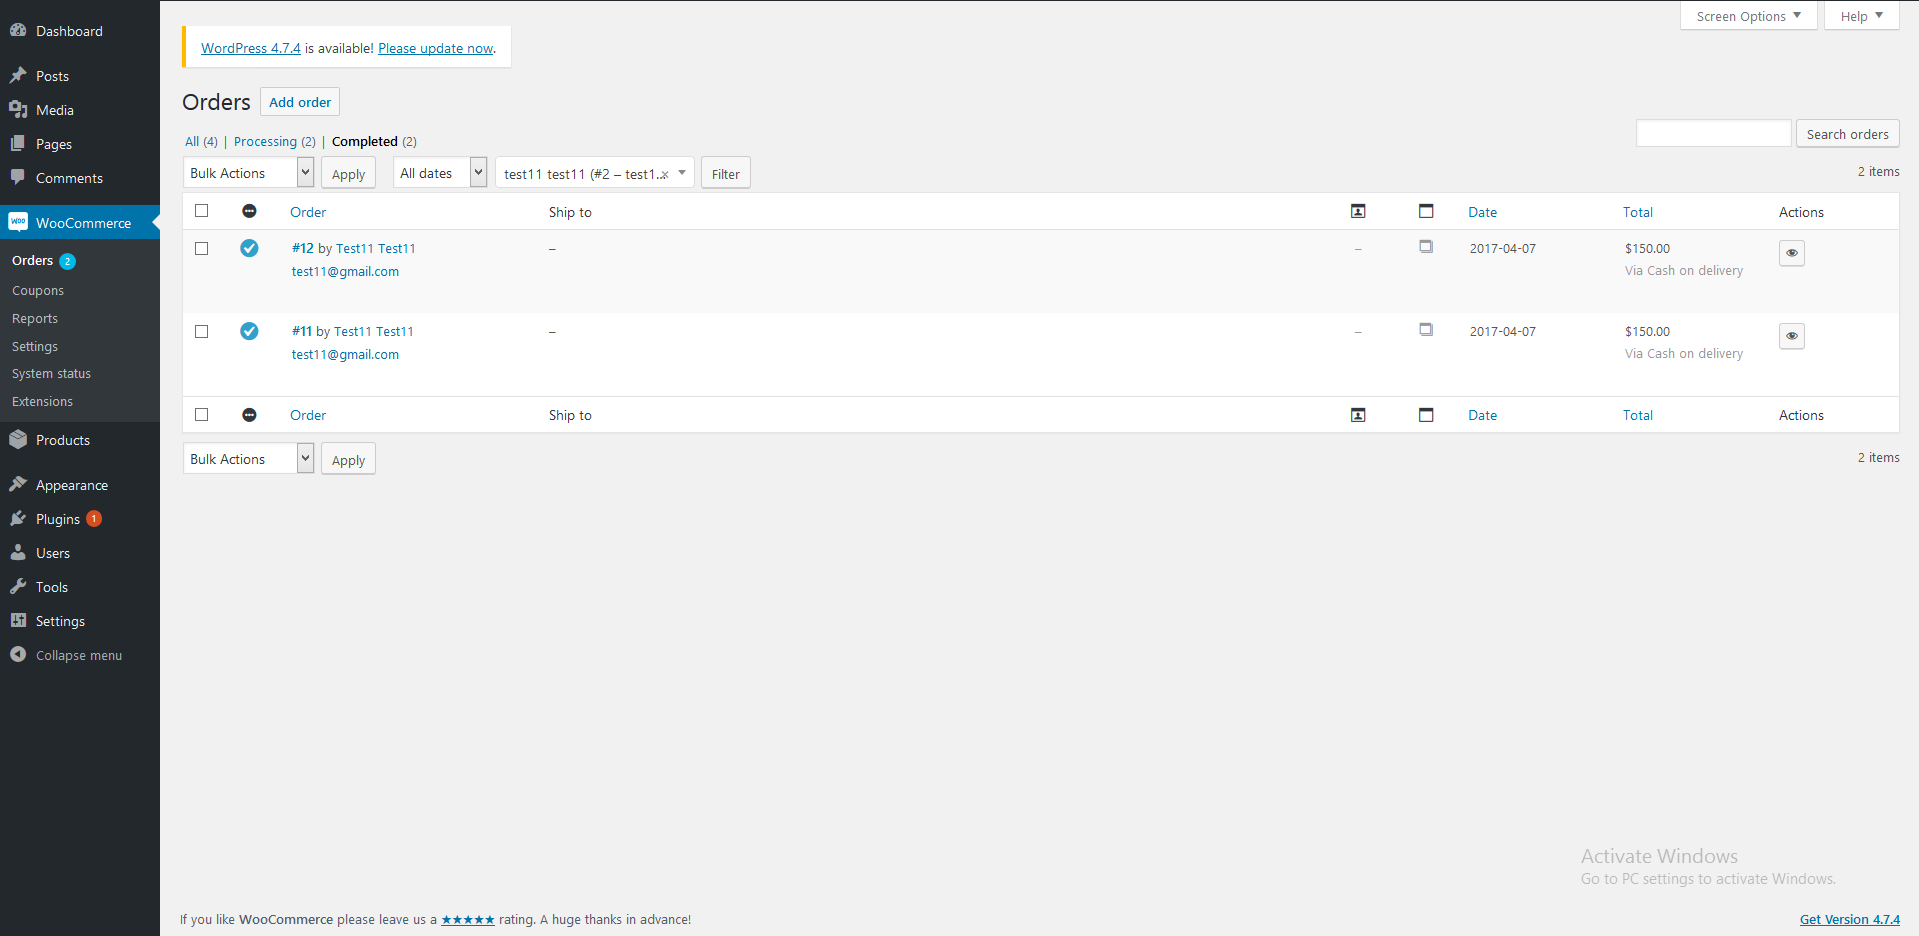 Dashboard
Posts
Media
Pages
Comments
WooCommerce
Orders 2
Coupons
Reports
Settings
System status
Extensions
Products
Appearance
Plugins 1
Users
Tools
Settings
Collapse menu
Screen Options
Help
WordPress 4.7.4 is available! Please update now.
Orders
Add order
All (4) | Processing (2) | Completed (2)
Search orders
Bulk Actions
Apply
All dates
test11 test11 (#2 – test1...×
Filter
2 items
Order Ship to Date Total Actions
#12 by Test11 Test11 – – 2017-04-07 $150.00
test11@gmail.com Via Cash on delivery
#11 by Test11 Test11 – – 2017-04-07 $150.00
test11@gmail.com Via Cash on delivery
Order Ship to Date Total Actions
Bulk Actions
Apply
2 items
Activate Windows
Go to PC settings to activate Windows.
If you like WooCommerce please leave us a ★★★★★ rating. A huge thanks in advance!
Get Version 4.7.4